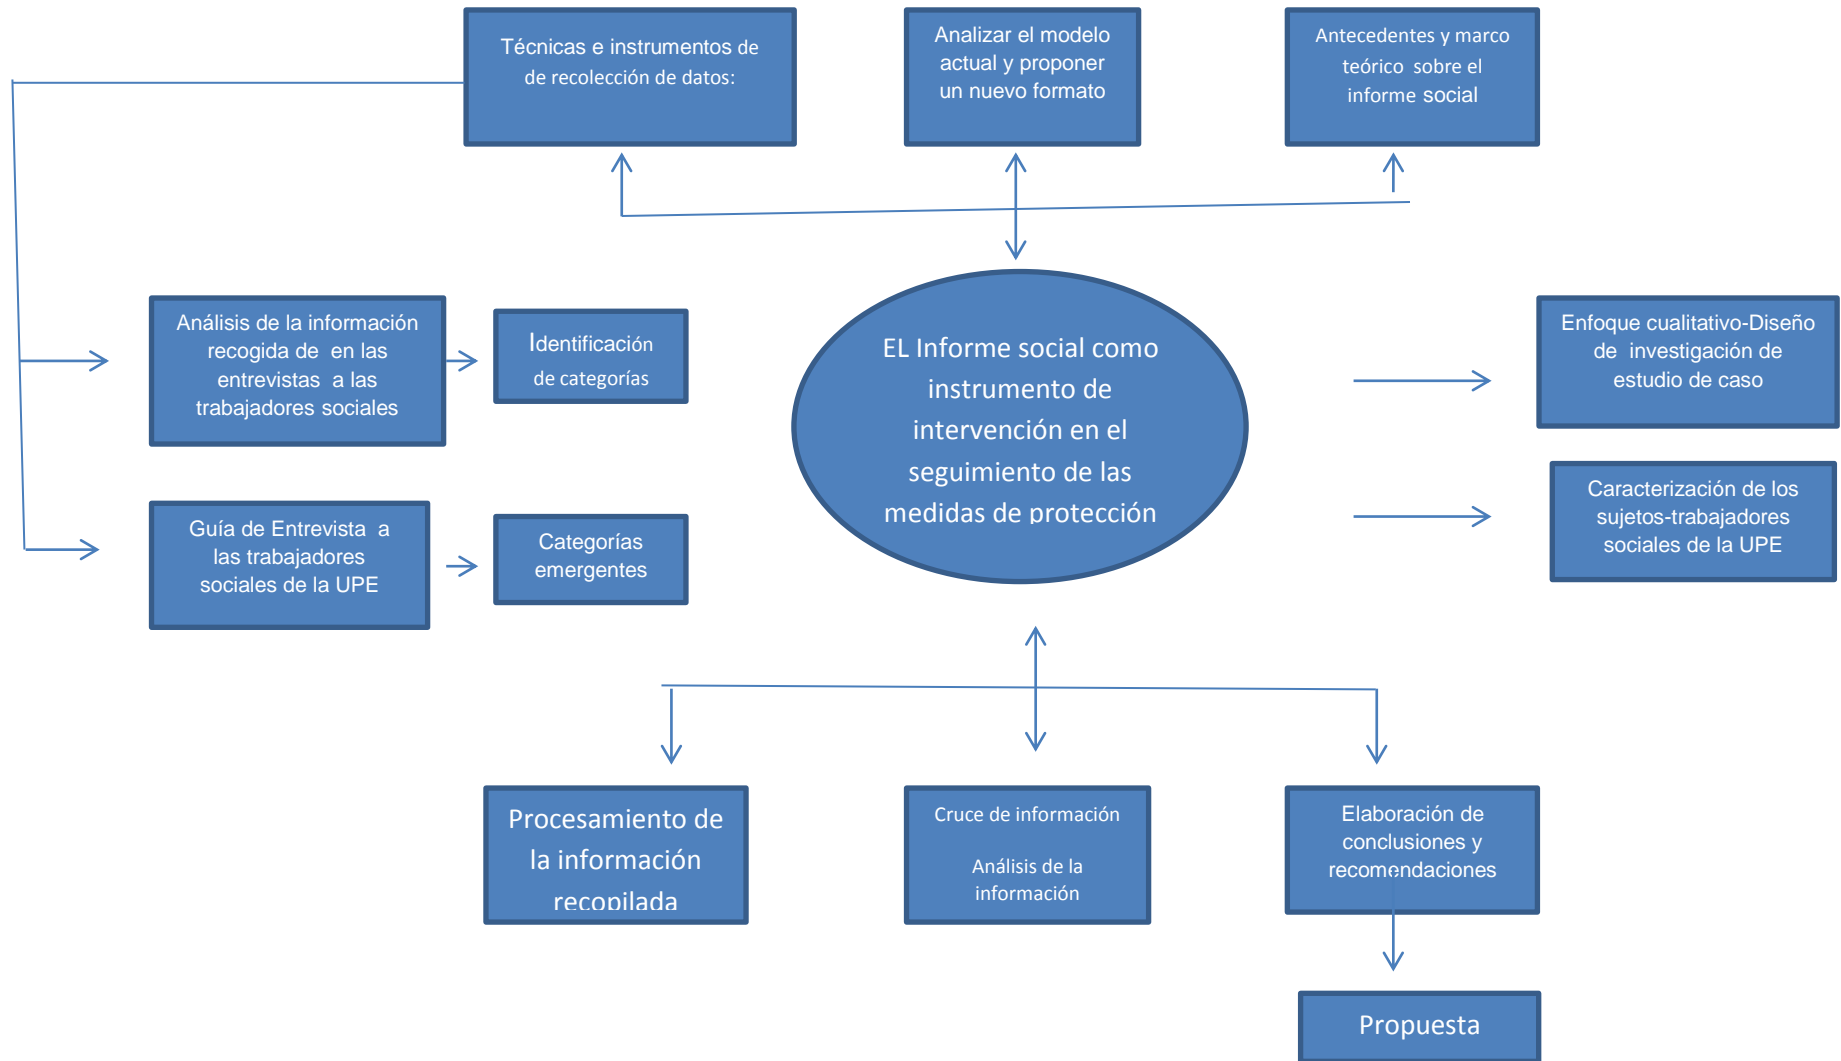 Técnicas e instrumentos de
de recolección de datos:
Analizar el modelo
actual y proponer
un nuevo formato
Antecedentes y marco
teórico sobre el
informe social
Análisis de la información
recogida de en las
entrevistas a las
trabajadores sociales
Identificación
de categorías
EL Informe social como
instrumento de
intervención en el
seguimiento de las
medidas de protección
Enfoque cualitativo-Diseño
de investigación de
estudio de caso
Guía de Entrevista a
las trabajadores
sociales de la UPE
Categorías
emergentes
Caracterización de los
sujetos-trabajadores
sociales de la UPE
Procesamiento de
la información
recopilada
Cruce de información
Análisis de la
información
Elaboración de
conclusiones y
recomendaciones
Propuesta